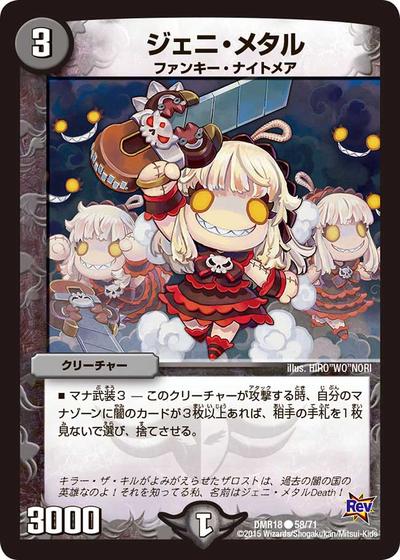 3
ジェニ・メタル
ファンキー・ナイトメア
illus. HIRO"WO"NORI
クリーチャー
■ マナ武装3 ― このクリーチャーが攻撃する時、自分の
マナゾーンに闇のカードが3枚以上あれば、相手の手札を1枚
見ないで選び、捨てさせる。
キラー・ザ・キルがよみがえらせたザロストは、過去の闇の国の
英雄なのよ！それを知ってる私、名前はジェニ・メタルDeath！
3000
1
Rev
DMR18 ● 58/71
©2015 Wizards/Shogakukan/Mitsui-Kids